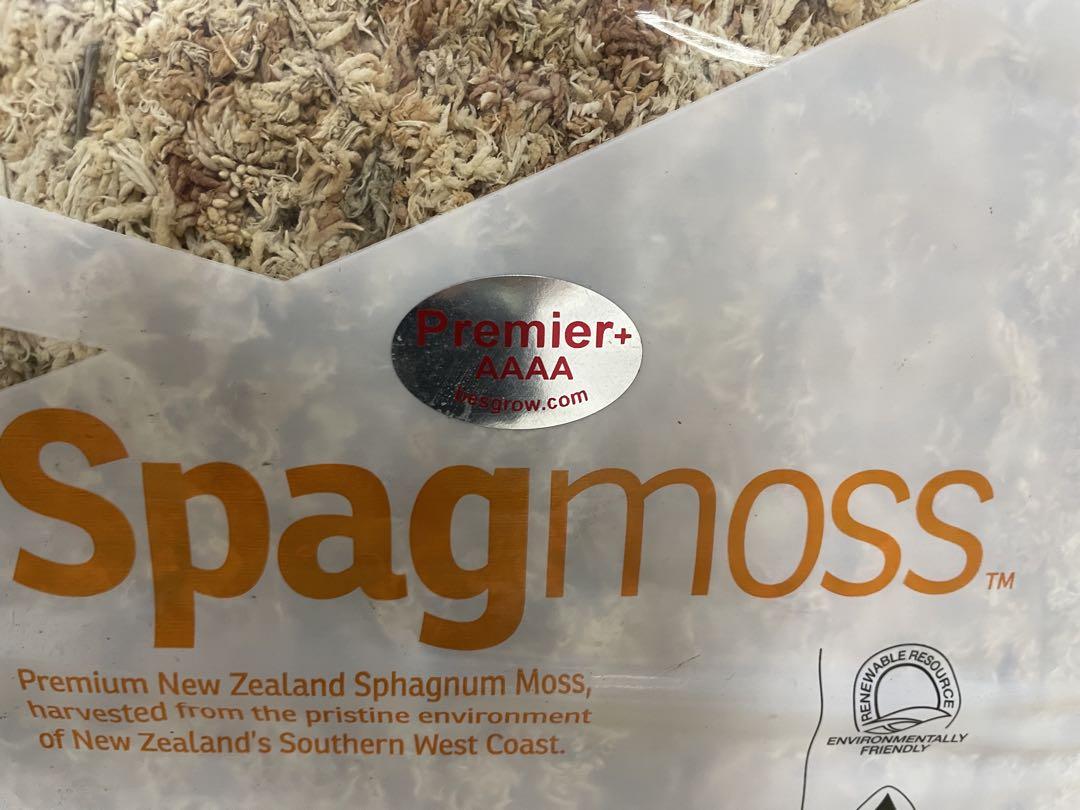 Premier+
AAAA
besgrow.com
Spagmoss™
Premium New Zealand Sphagnum Moss,
harvested from the pristine environment
of New Zealand's Southern West Coast.
RENEWABLE RESOURCE
ENVIRONMENTALLY
FRIENDLY